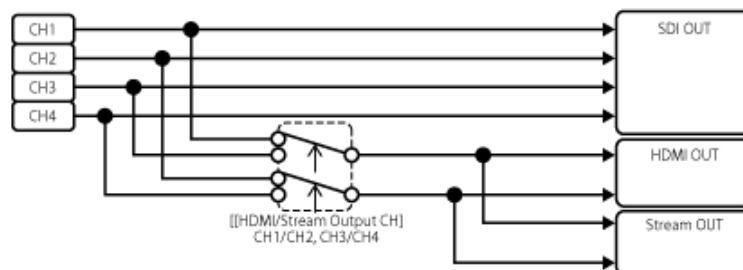 CH1
SDI OUT
CH2
CH3
CH4
HDMI OUT
[[HDMI/Stream Output CH]
CH1/CH2, CH3/CH4
Stream OUT